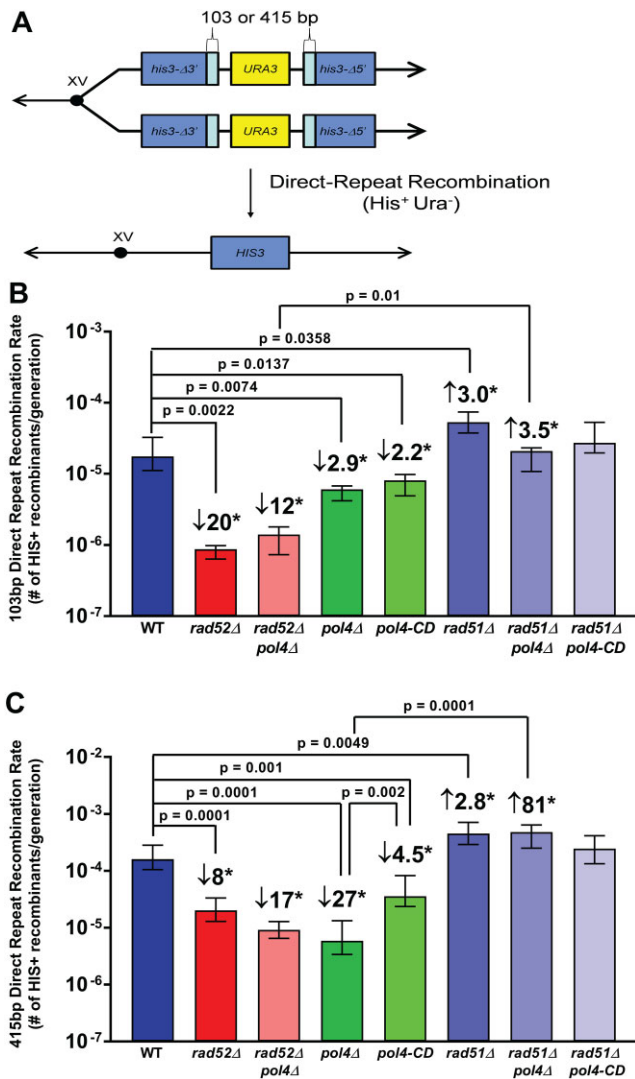 A
103 or 415 bp
XV
his3-Δ3' URA3 his3-Δ5'
his3-Δ3' URA3 his3-Δ5'
Direct-Repeat Recombination
(His⁺ Ura⁻)
XV
HIS3
B
103bp Direct Repeat Recombination Rate
(# of HIS+ recombinants/generation)
10⁻³
10⁻⁴
10⁻⁵
10⁻⁶
10⁻⁷
p = 0.01
p = 0.0358
p = 0.0137
p = 0.0074
p = 0.0022
↓20*
↓12*
↓2.9*
↓2.2*
↑3.0*
↑3.5*
WT
rad52Δ
rad52Δ
pol4Δ
pol4Δ
pol4-CD
rad51Δ
rad51Δ
pol4Δ
rad51Δ
pol4-CD
C
415bp Direct Repeat Recombination Rate
(# of HIS+ recombinants/generation)
10⁻²
10⁻³
10⁻⁴
10⁻⁵
10⁻⁶
10⁻⁷
p = 0.0001
p = 0.0049
p = 0.001
p = 0.0001
p = 0.002
p = 0.0001
↓8*
↓17*
↓27*
↓4.5*
↑2.8*
↑81*
WT
rad52Δ
rad52Δ
pol4Δ
pol4Δ
pol4-CD
rad51Δ
rad51Δ
pol4Δ
rad51Δ
pol4-CD